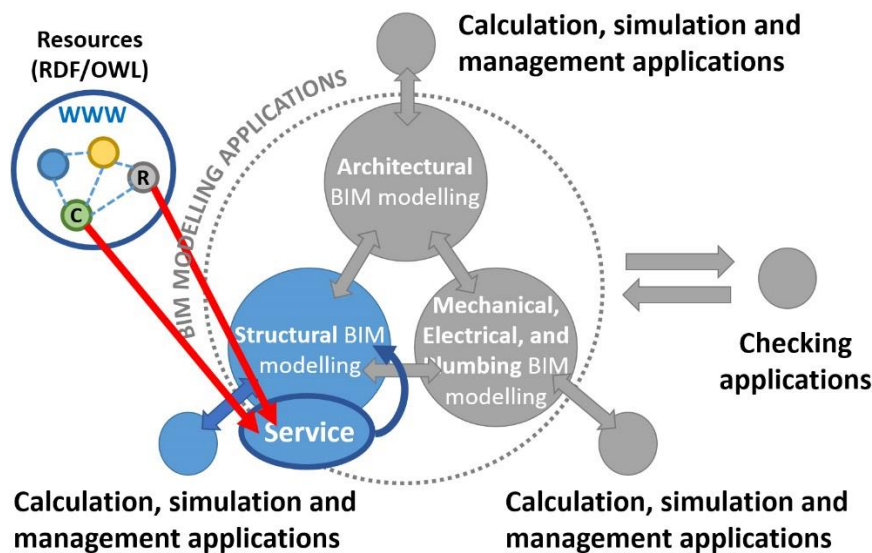 Resources
(RDF/OWL)
WWW
R
C
BIM MODELLING APPLICATIONS
Calculation, simulation and
management applications
Architectural
BIM modelling
Structural BIM
modelling
Mechanical,
Electrical, and
Plumbing BIM
modelling
Service
Checking
applications
Calculation, simulation and
management applications
Calculation, simulation and
management applications